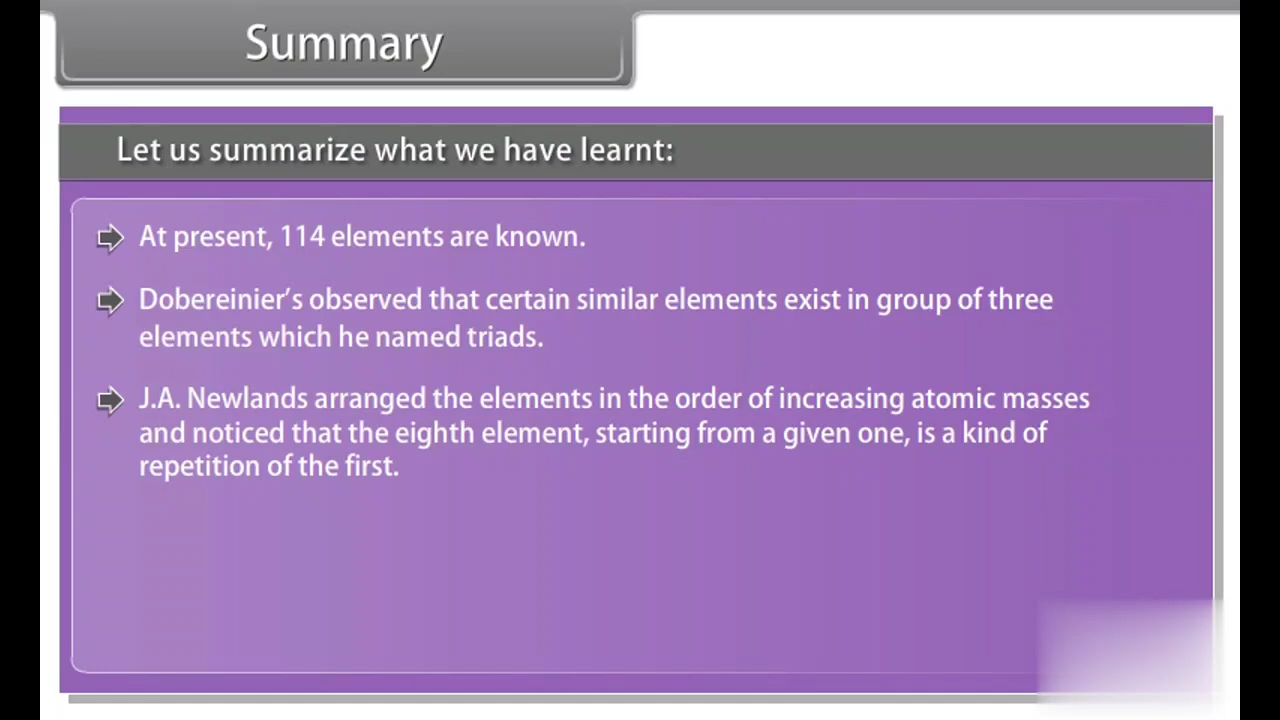 Summary
Let us summarize what we have learnt:
At present, 114 elements are known.
Dobereinier's observed that certain similar elements exist in group of three
elements which he named triads.
J.A. Newlands arranged the elements in the order of increasing atomic masses
and noticed that the eighth element, starting from a given one, is a kind of
repetition of the first.